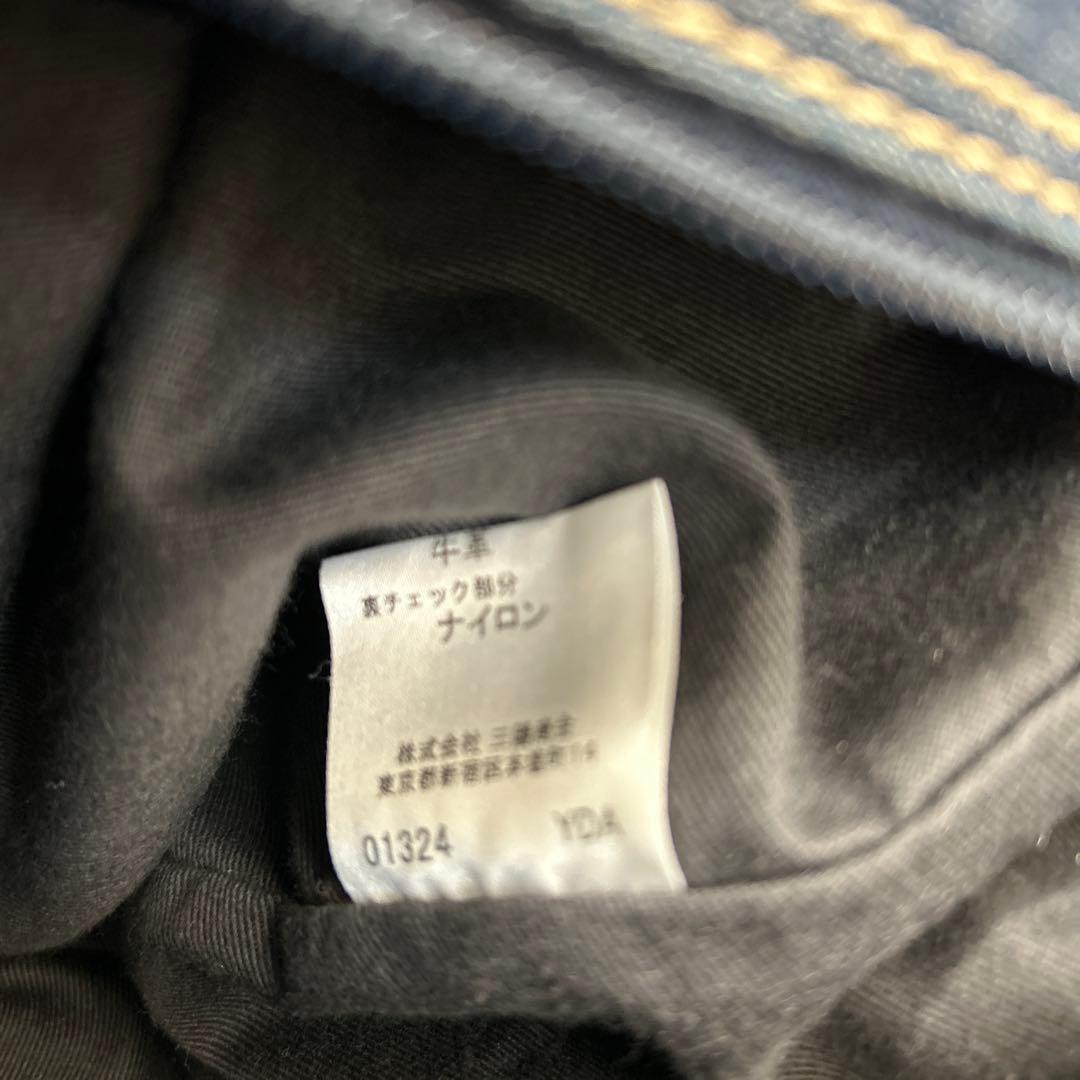 牛革
裏チェック部分
ナイロン
株式会社 三陽商会
東京都新宿区本塩町14
01324 YDA